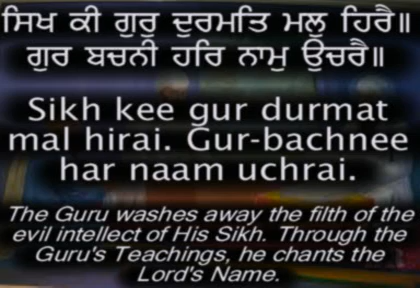 ਸਿਖ ਕੀ ਗੁਰੁ ਦੁਰਮਤਿ ਮਲੁ ਹਿਰੈ॥
ਗੁਰ ਬਚਨੀ ਹਰਿ ਨਾਮੁ ਉਚਰੈ॥
Sikh kee gur durmat
mal hirai. Gur-bachnee
har naam uchrai.
The Guru washes away the filth of the
evil intellect of His Sikh. Through the
Guru's Teachings, he chants the
Lord's Name.